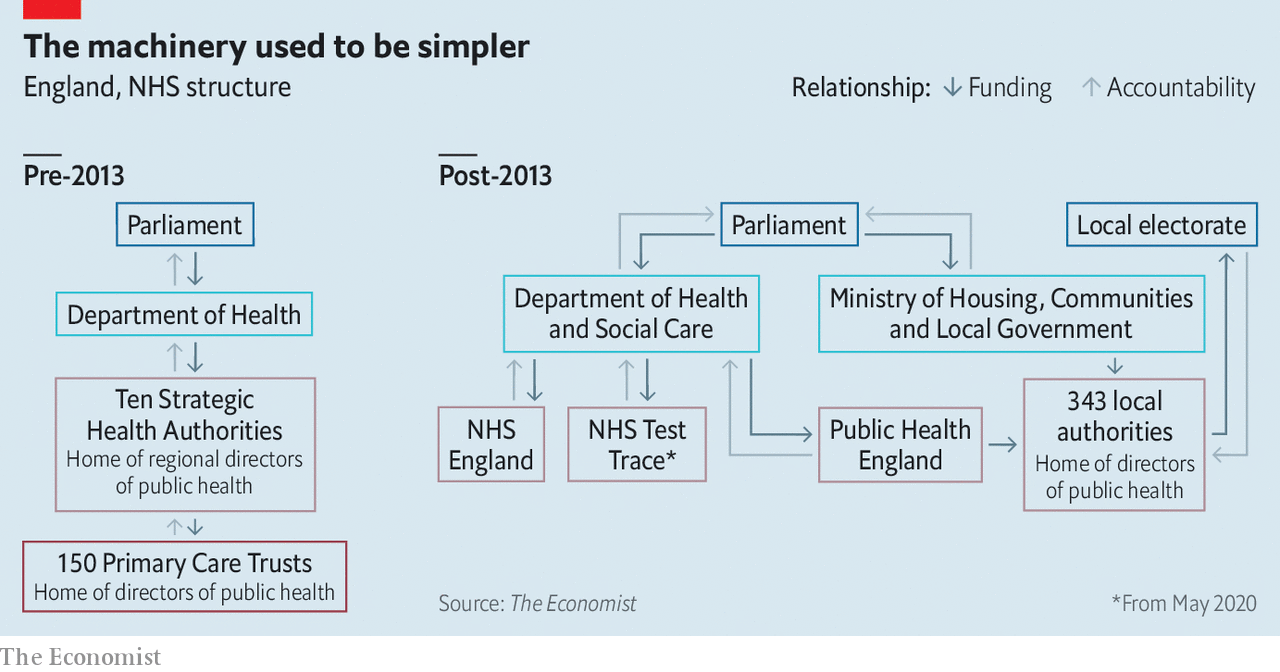 The machinery used to be simpler
England, NHS structure
Relationship: ↓ Funding ↑ Accountability
Pre-2013
Parliament
Department of Health
Ten Strategic
Health Authorities
Home of regional directors
of public health
150 Primary Care Trusts
Home of directors of public health
Post-2013
Parliament
Local electorate
Department of Health
and Social Care
Ministry of Housing, Communities
and Local Government
NHS
England
NHS Test
Trace*
Public Health
England
343 local
authorities
Home of directors
of public health
Source: The Economist
*From May 2020
The Economist